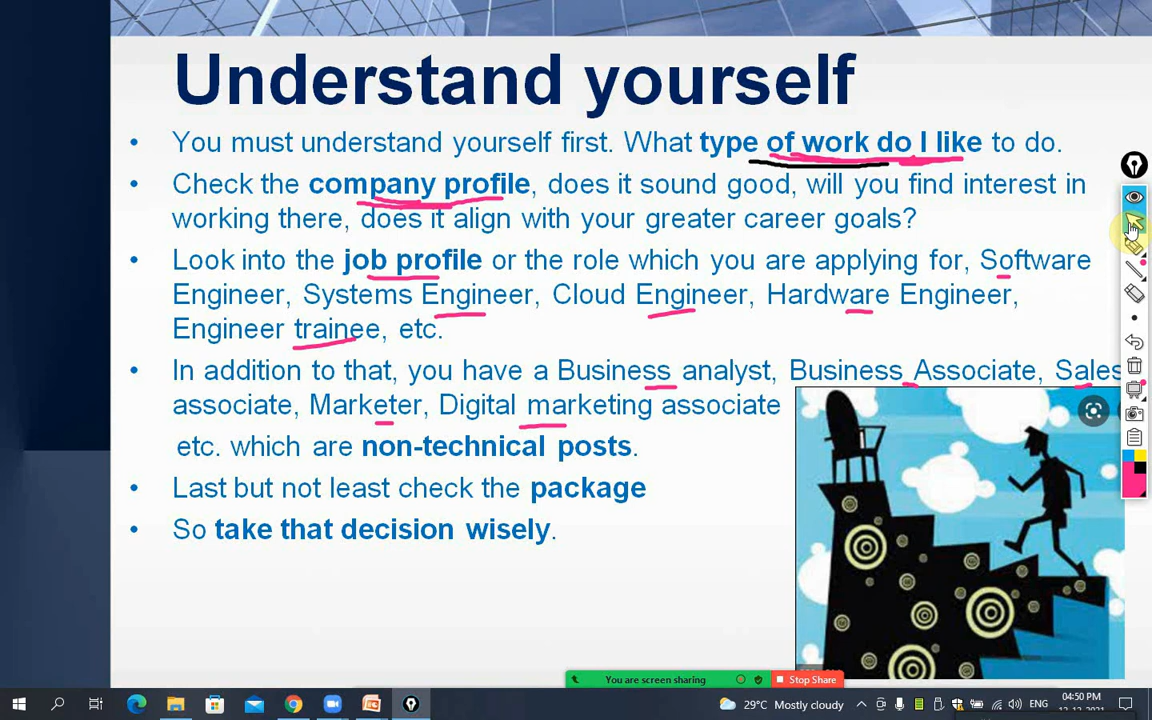 Understand yourself
• You must understand yourself first. What type of work do I like to do.
• Check the company profile, does it sound good, will you find interest in
working there, does it align with your greater career goals?
• Look into the job profile or the role which you are applying for, Software
Engineer, Systems Engineer, Cloud Engineer, Hardware Engineer,
Engineer trainee, etc.
• In addition to that, you have a Business analyst, Business Associate, Sales
associate, Marketer, Digital marketing associate
etc. which are non-technical posts.
• Last but not least check the package
• So take that decision wisely.
You are screen sharing
Stop Share
29°C Mostly cloudy
ENG
04:50 PM